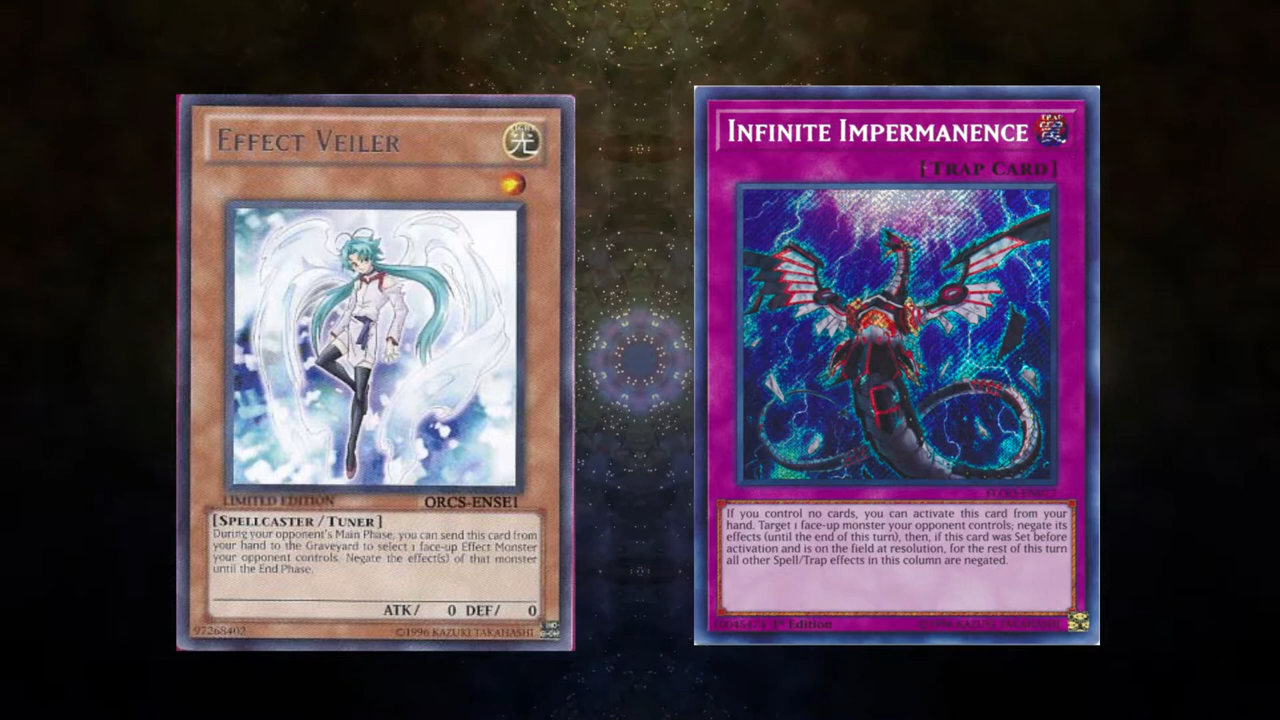 EFFECT VEILER
光
LIMITED EDITION
ORCS-ENSE1
[SPELLCASTER / TUNER]
During your opponent's Main Phase, you can send this card from
your hand to the Graveyard to select 1 face-up Effect Monster
your opponent controls. Negate the effect(s) of that monster
until the End Phase.
ATK/ 0 DEF/ 0
97268402
©1996 KAZUKI TAKAHASHI
INFINITE IMPERMANENCE
TRAP
[TRAP CARD]
If you control no cards, you can activate this card from your
hand. Target 1 face-up monster your opponent controls; negate its
effects (until the end of this turn), then, if this card was Set before
activation and is on the field at resolution, for the rest of this turn
all other Spell/Trap effects in this column are negated.
1st Edition
©1996 KAZUKI TAKAHASHI